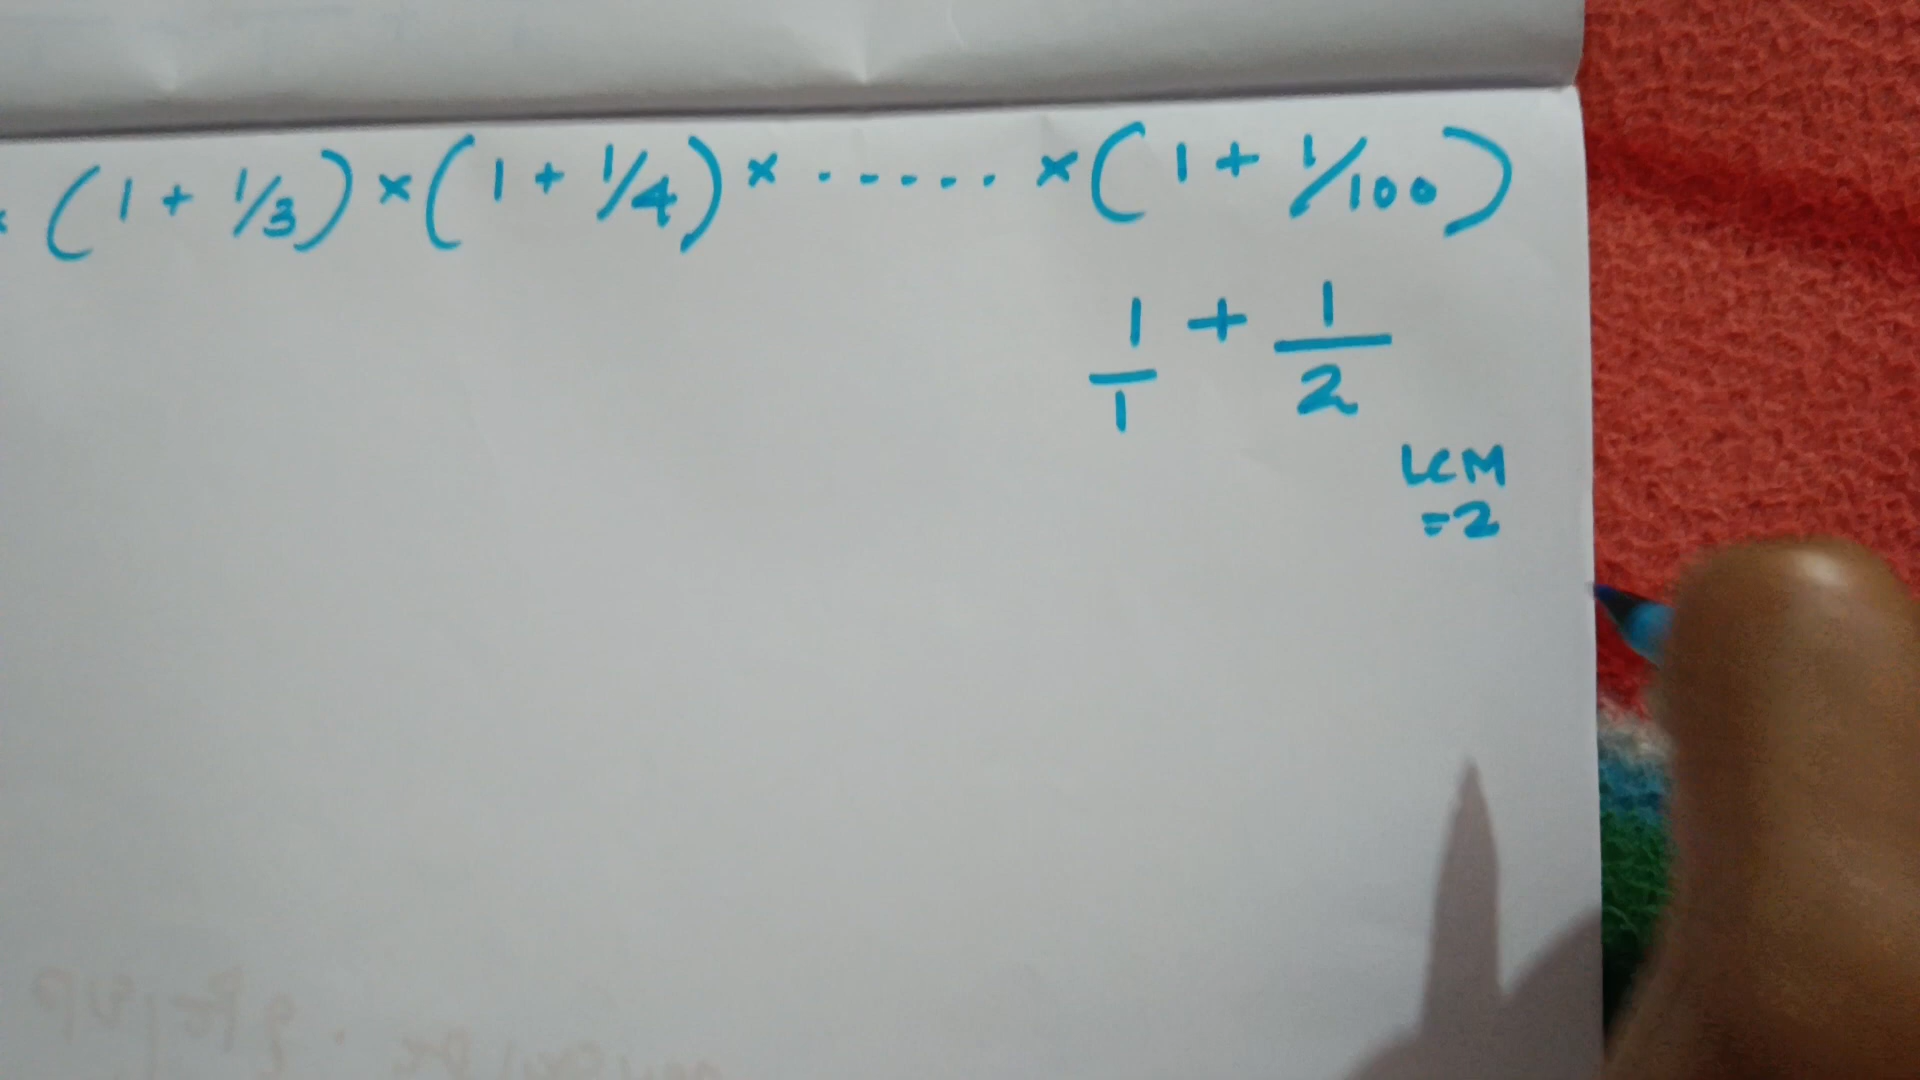 × (1 + 1/3) × (1 + 1/4) × ..... × (1 + 1/100)
1/1 + 1/2
LCM
=2